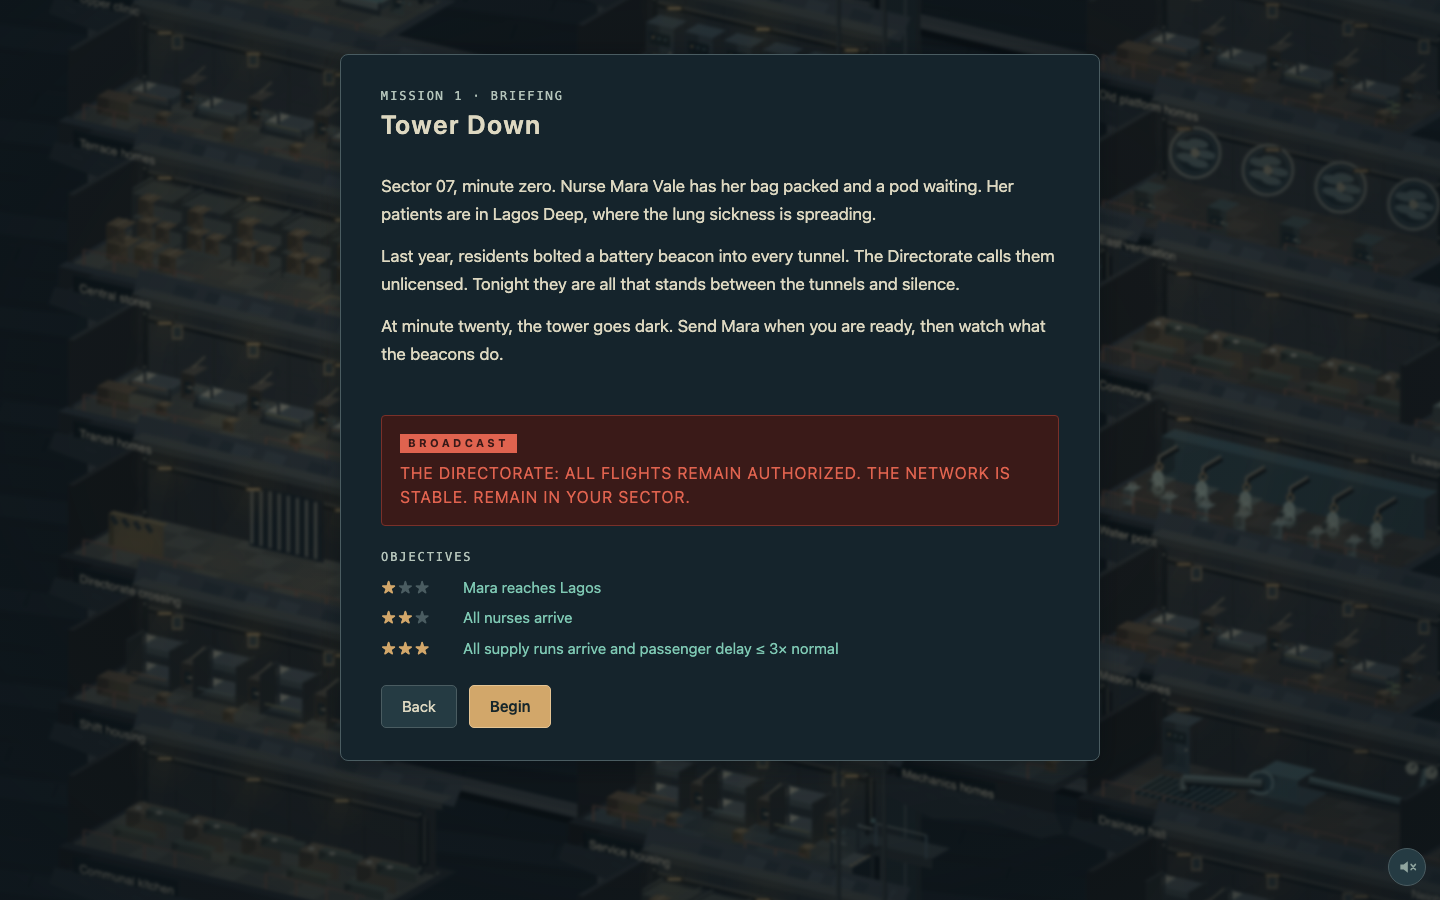 MISSION 1 · BRIEFING
Tower Down
Sector 07, minute zero. Nurse Mara Vale has her bag packed and a pod waiting. Her
patients are in Lagos Deep, where the lung sickness is spreading.
Last year, residents bolted a battery beacon into every tunnel. The Directorate calls them
unlicensed. Tonight they are all that stands between the tunnels and silence.
At minute twenty, the tower goes dark. Send Mara when you are ready, then watch what
the beacons do.
BROADCAST
THE DIRECTORATE: ALL FLIGHTS REMAIN AUTHORIZED. THE NETWORK IS
STABLE. REMAIN IN YOUR SECTOR.
OBJECTIVES
Mara reaches Lagos
All nurses arrive
All supply runs arrive and passenger delay ≤ 3× normal
Back
Begin
Terrace homes
Central stores
Transit homes
Shift housing
Communal kitchen
Service housing
Mechanics homes
Drainage hall